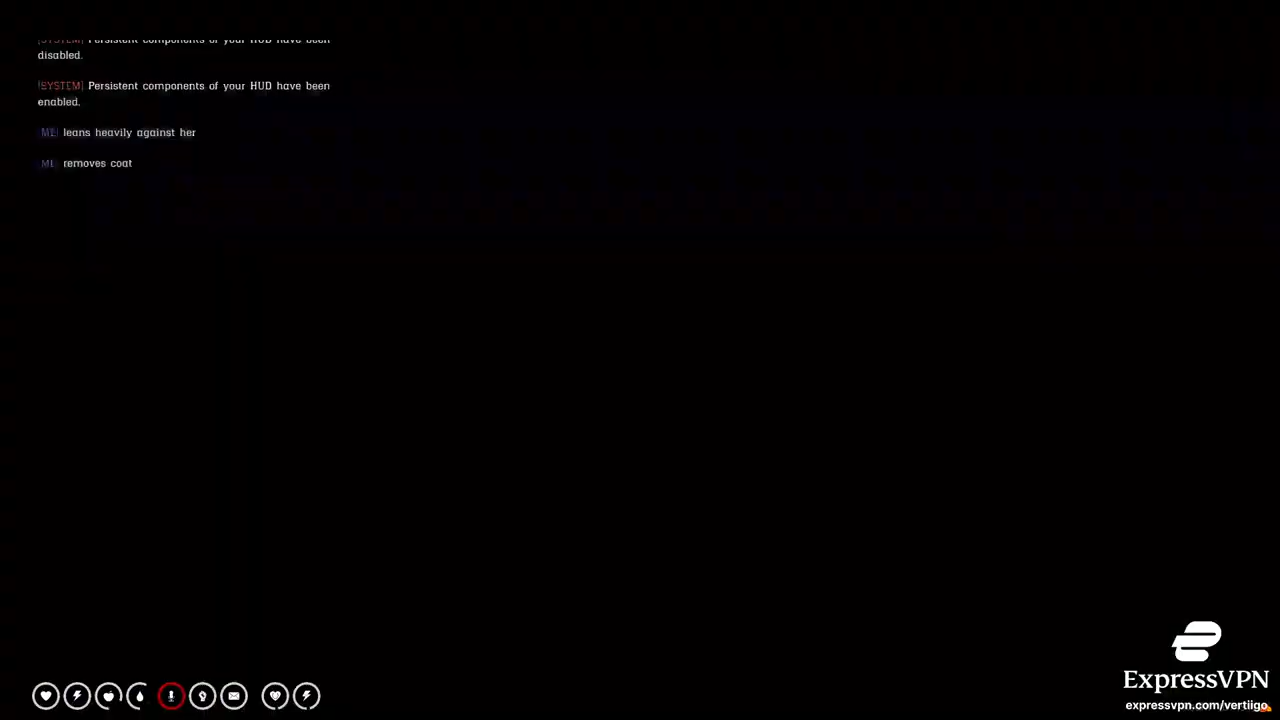 [SYSTEM] Persistent components of your HUD have been
disabled.
[SYSTEM] Persistent components of your HUD have been
enabled.
ME leans heavily against her
ME removes coat
ExpressVPN
expressvpn.com/vertiigo